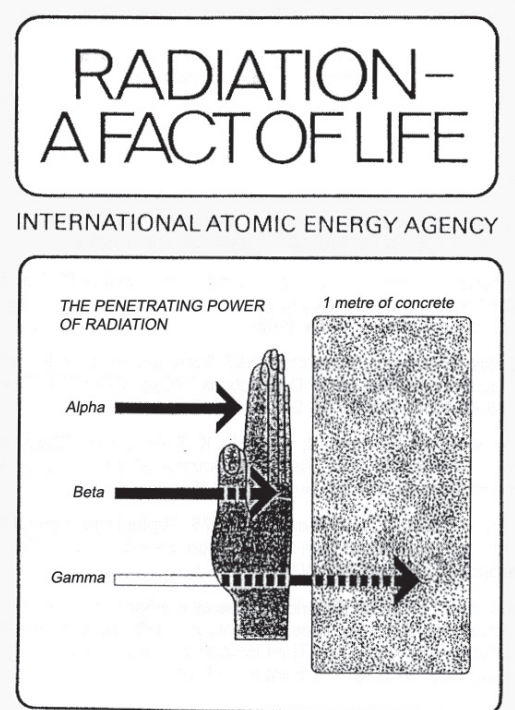 RADIATION–
A FACT OF LIFE
INTERNATIONAL ATOMIC ENERGY AGENCY
THE PENETRATING POWER
OF RADIATION
1 metre of concrete
Alpha
Beta
Gamma